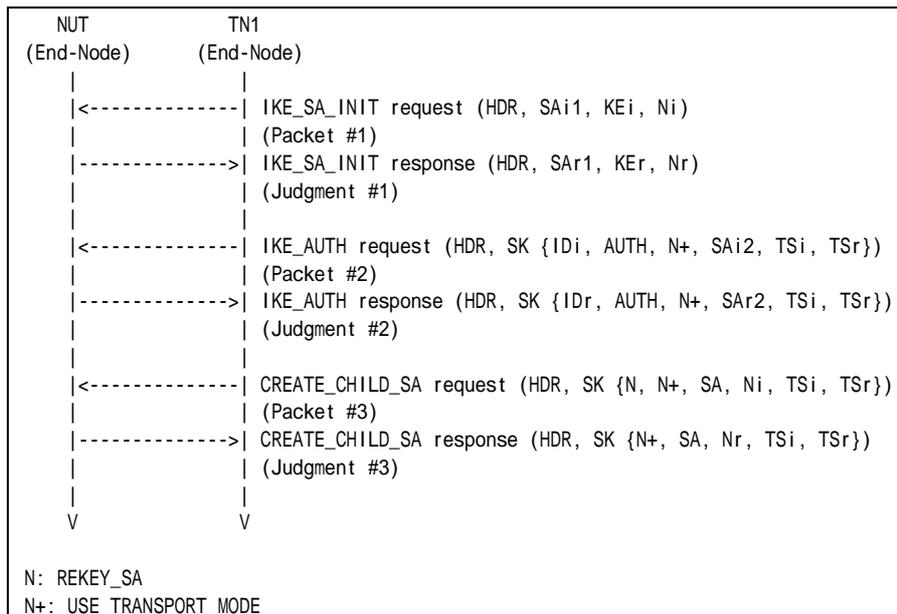 NUT TN1
(End-Node) (End-Node)
| |
|<--------------| IKE_SA_INIT request (HDR, SAi1, KEi, Ni)
| | (Packet #1)
|-------------->| IKE_SA_INIT response (HDR, SAr1, KEr, Nr)
| | (Judgment #1)
| |
|<--------------| IKE_AUTH request (HDR, SK {IDi, AUTH, N+, SAi2, TSi, TSr})
| | (Packet #2)
|-------------->| IKE_AUTH response (HDR, SK {IDr, AUTH, N+, SAr2, TSi, TSr})
| | (Judgment #2)
| |
|<--------------| CREATE_CHILD_SA request (HDR, SK {N, N+, SA, Ni, TSi, TSr})
| | (Packet #3)
|-------------->| CREATE_CHILD_SA response (HDR, SK {N+, SA, Nr, TSi, TSr})
| | (Judgment #3)
| |
V V
N: REKEY_SA
N+: USE_TRANSPORT_MODE